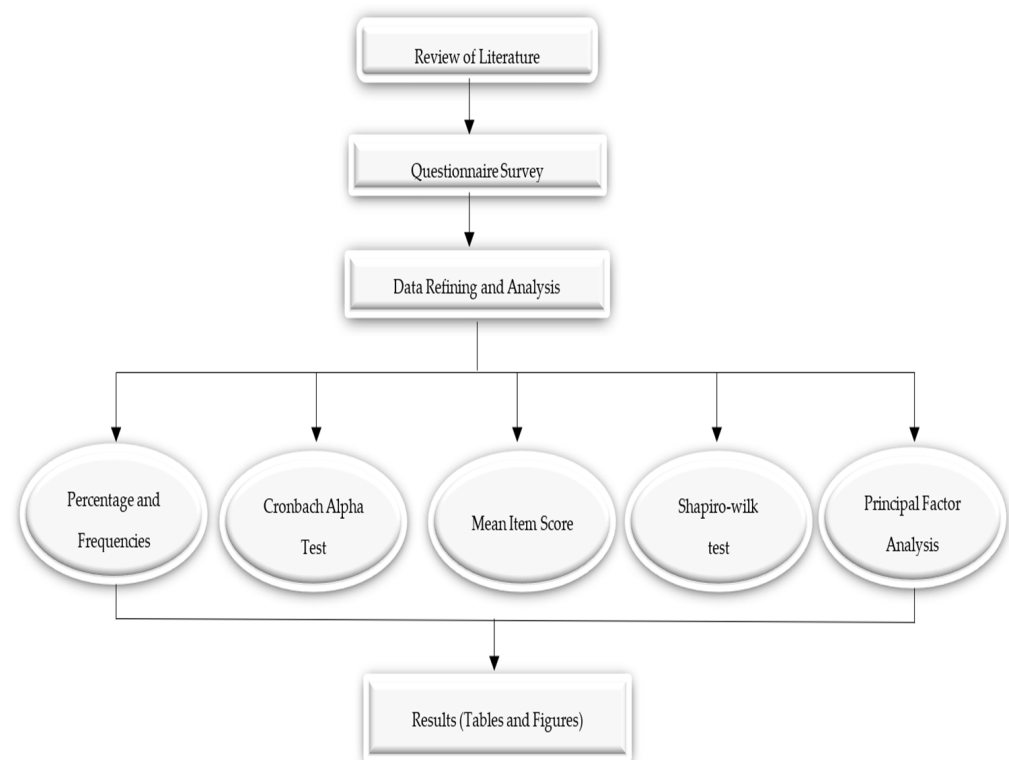 Review of Literature
Questionnaire Survey
Data Refining and Analysis
Percentage and
Frequencies
Cronbach Alpha
Test
Mean Item Score
Shapiro-wilk
test
Principal Factor
Analysis
Results (Tables and Figures)